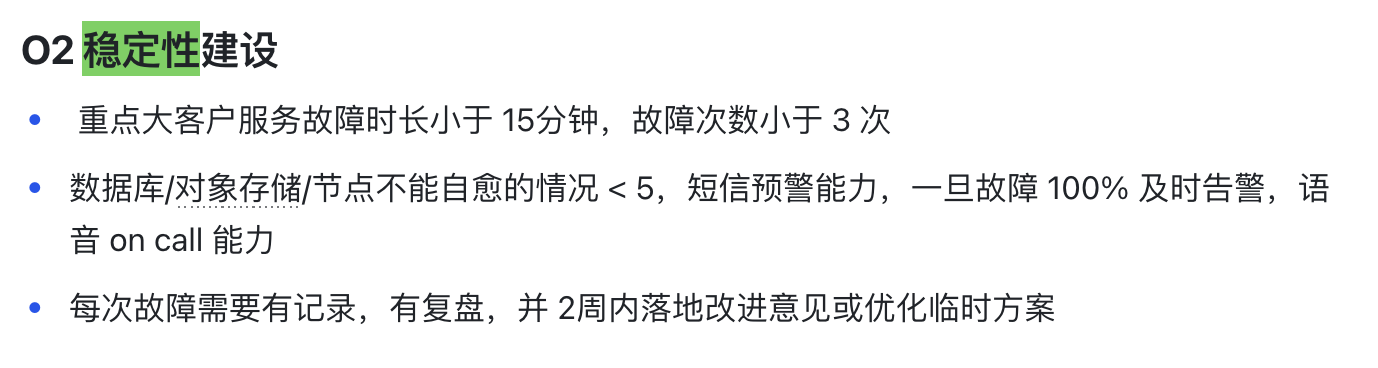 O2 稳定性建设
重点大客户服务故障时长小于 15分钟，故障次数小于 3 次
数据库/对象存储/节点不能自愈的情况 < 5，短信预警能力，一旦故障 100% 及时告警，语
音 on call 能力
每次故障需要有记录，有复盘，并 2周内落地改进意见或优化临时方案